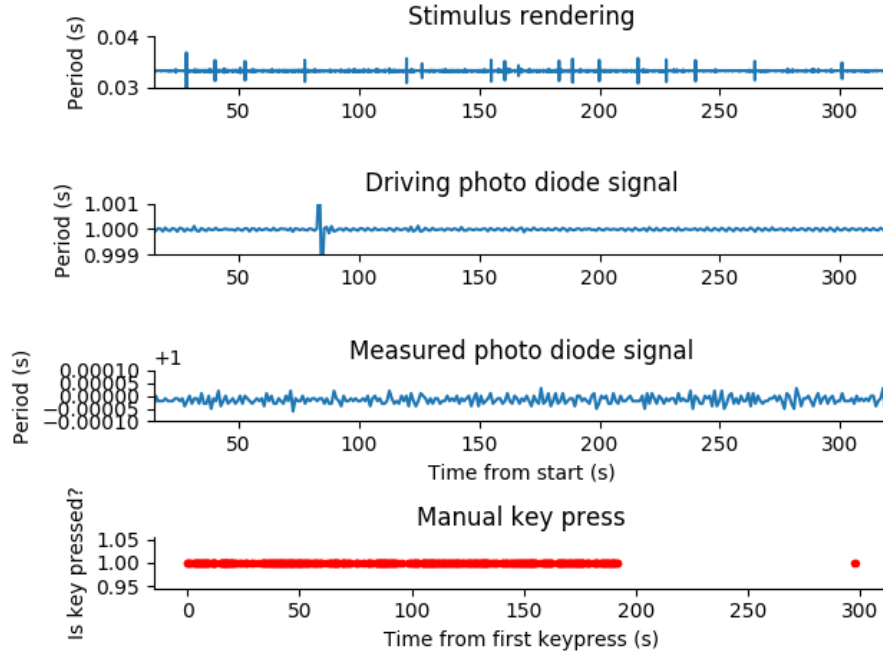 Stimulus rendering
Period (s)
0.04
0.03
50 100 150 200 250 300
Driving photo diode signal
Period (s)
1.001
1.000
0.999
50 100 150 200 250 300
Measured photo diode signal
+1
Period (s)
0.00010
0.00005
0.00000
−0.00005
−0.00010
50 100 150 200 250 300
Time from start (s)
Manual key press
Is key pressed?
1.05
1.00
0.95
0 50 100 150 200 250 300
Time from first keypress (s)